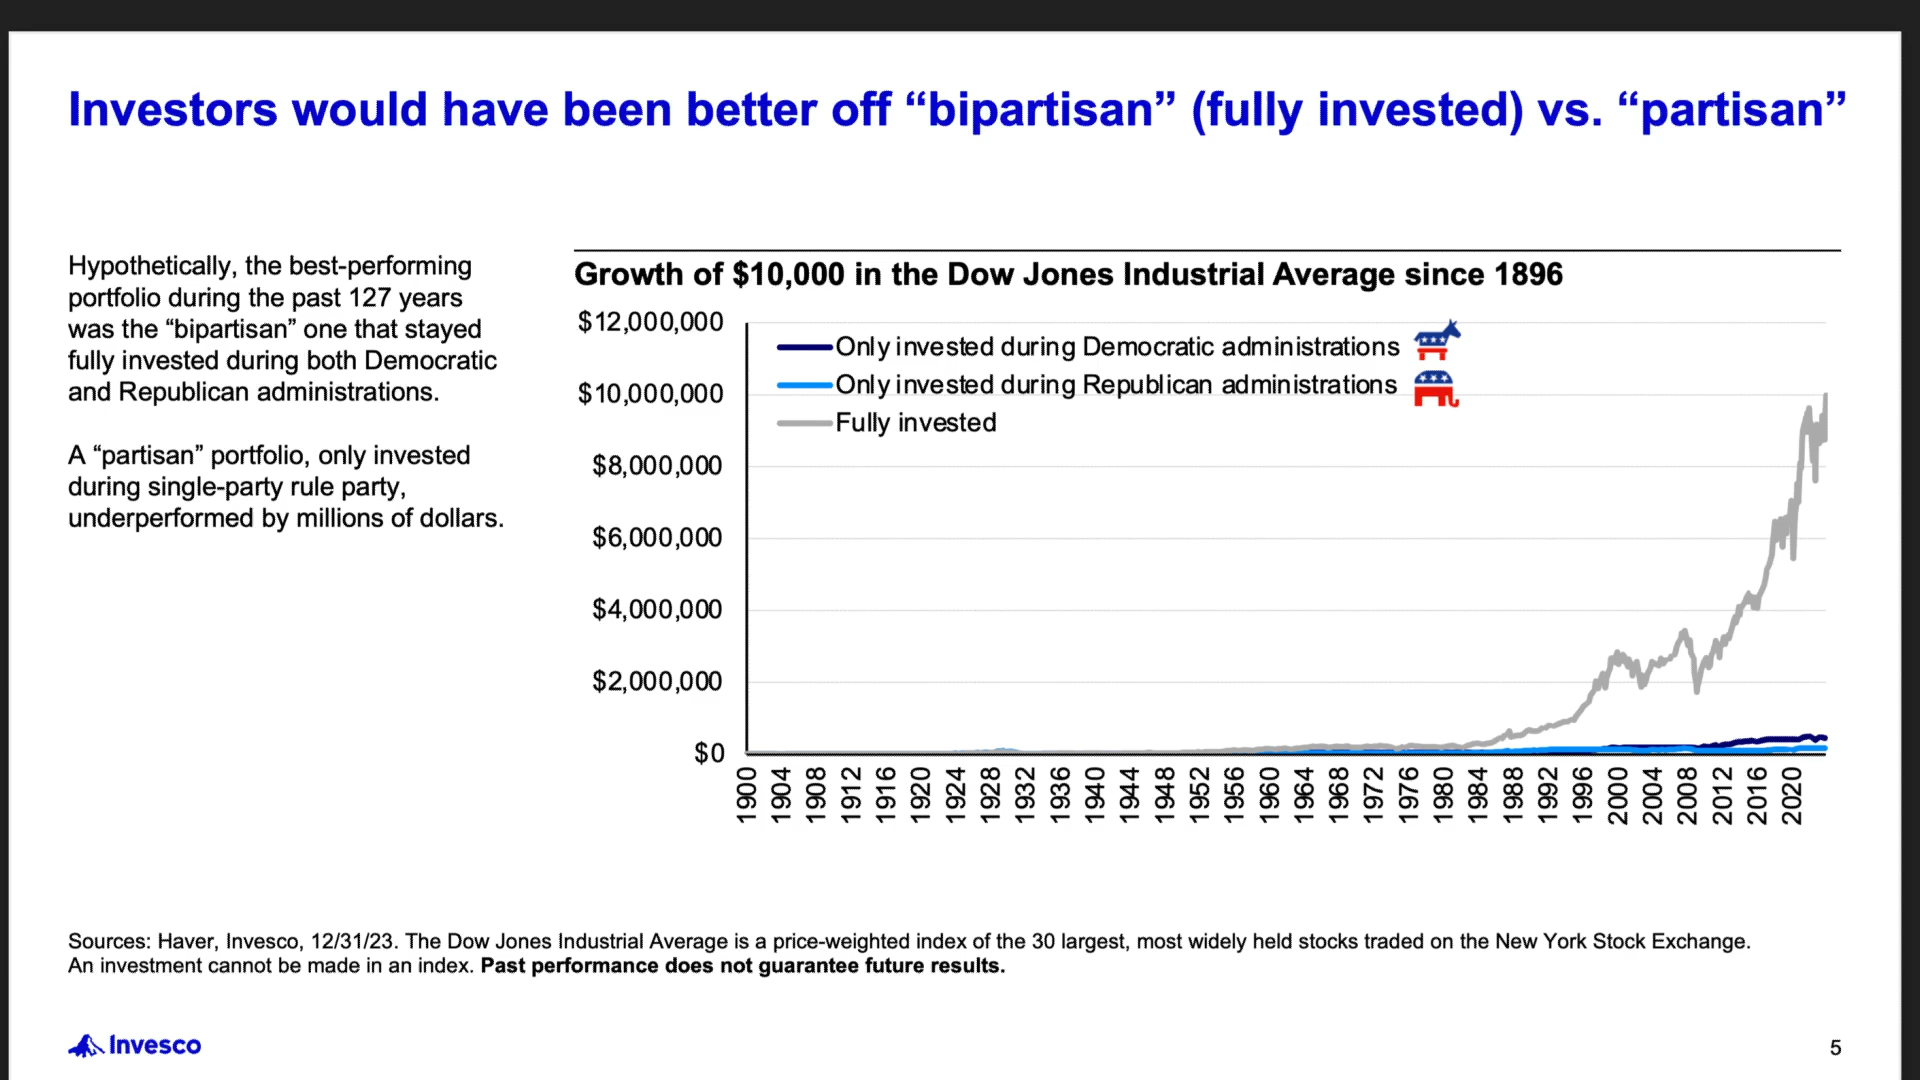 Investors would have been better off “bipartisan” (fully invested) vs. “partisan”
Hypothetically, the best-performing
portfolio during the past 127 years
was the “bipartisan” one that stayed
fully invested during both Democratic
and Republican administrations.
A “partisan” portfolio, only invested
during single-party rule party,
underperformed by millions of dollars.
Growth of $10,000 in the Dow Jones Industrial Average since 1896
$12,000,000
$10,000,000
$8,000,000
$6,000,000
$4,000,000
$2,000,000
$0
Only invested during Democratic administrations
Only invested during Republican administrations
Fully invested
1900 1904 1908 1912 1916 1920 1924 1928 1932 1936 1940 1944 1948 1952 1956 1960 1964 1968 1972 1976 1980 1984 1988 1992 1996 2000 2004 2008 2012 2016 2020
Sources: Haver, Invesco, 12/31/23. The Dow Jones Industrial Average is a price-weighted index of the 30 largest, most widely held stocks traded on the New York Stock Exchange.
An investment cannot be made in an index. Past performance does not guarantee future results.
Invesco
5